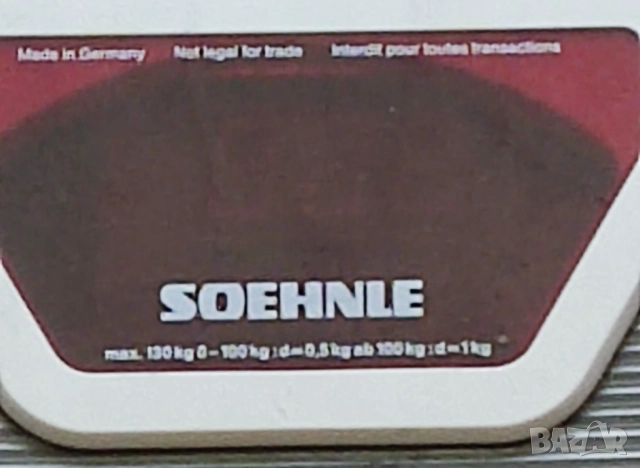 Made in Germany Not legal for trade Interdit pour toutes transactions
SOEHNLE
max. 130 kg 0-100 kg : d=0,5 kg ab 100 kg : d=1 kg
BAZAR